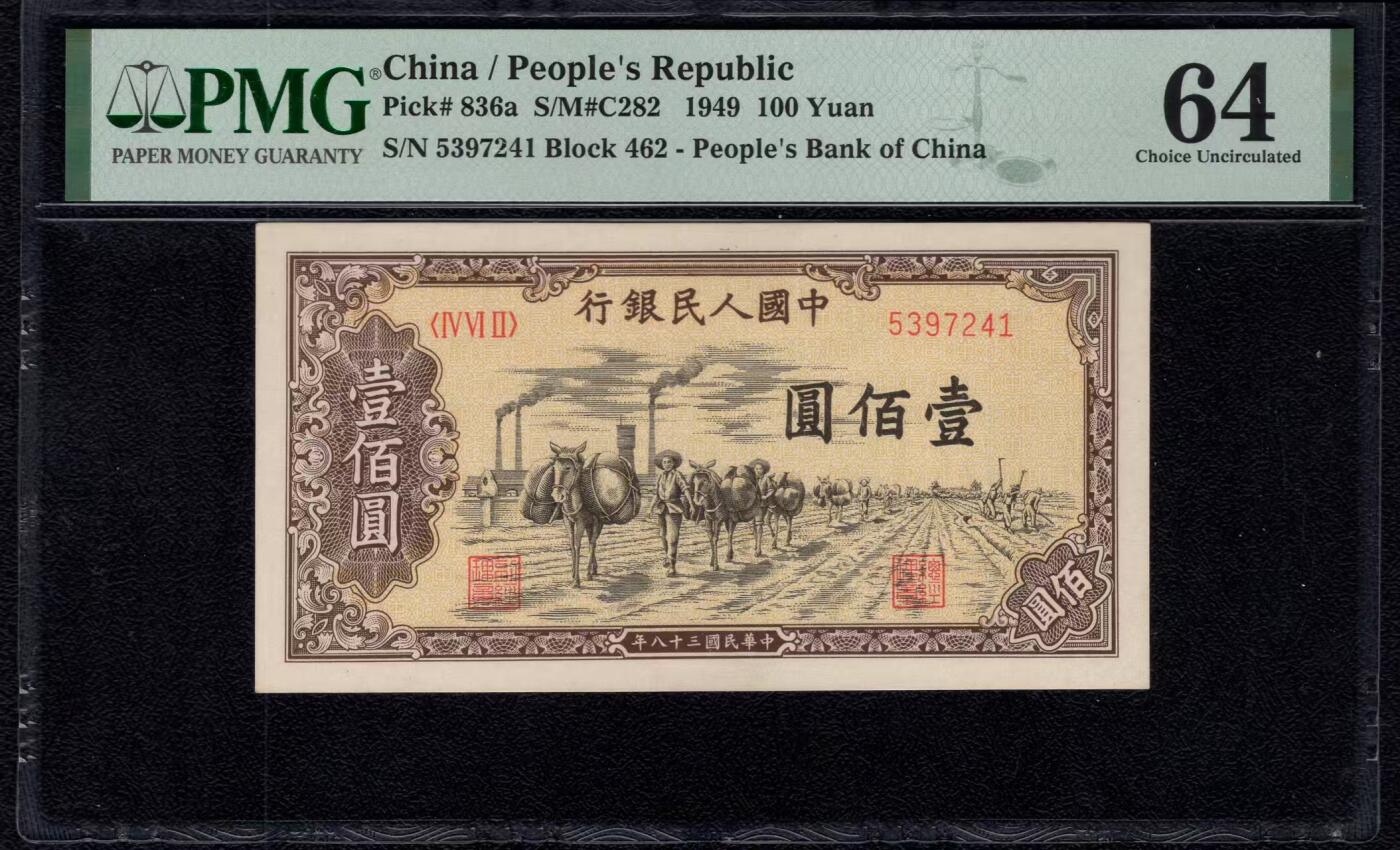 PMG®
PAPER MONEY GUARANTY
China / People's Republic
Pick# 836a S/M#C282 1949 100 Yuan
S/N 5397241 Block 462 - People's Bank of China
64
Choice Uncirculated
行銀民人國中
〈IV VI II〉
5397241
圓佰壹
壹佰圓
圓佰
年八十三國民華中